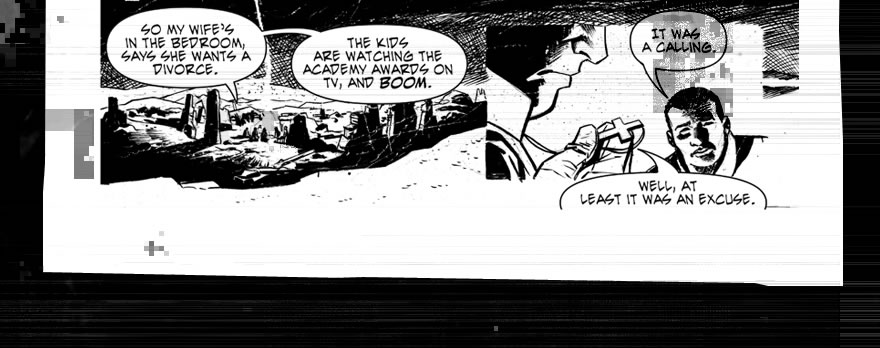 SO MY WIFE'S
IN THE BEDROOM,
SAYS SHE WANTS A
DIVORCE.
THE KIDS
ARE WATCHING THE
ACADEMY AWARDS ON
TV, AND BOOM.
IT WAS
A CALLING.
WELL, AT
LEAST IT WAS AN EXCUSE.